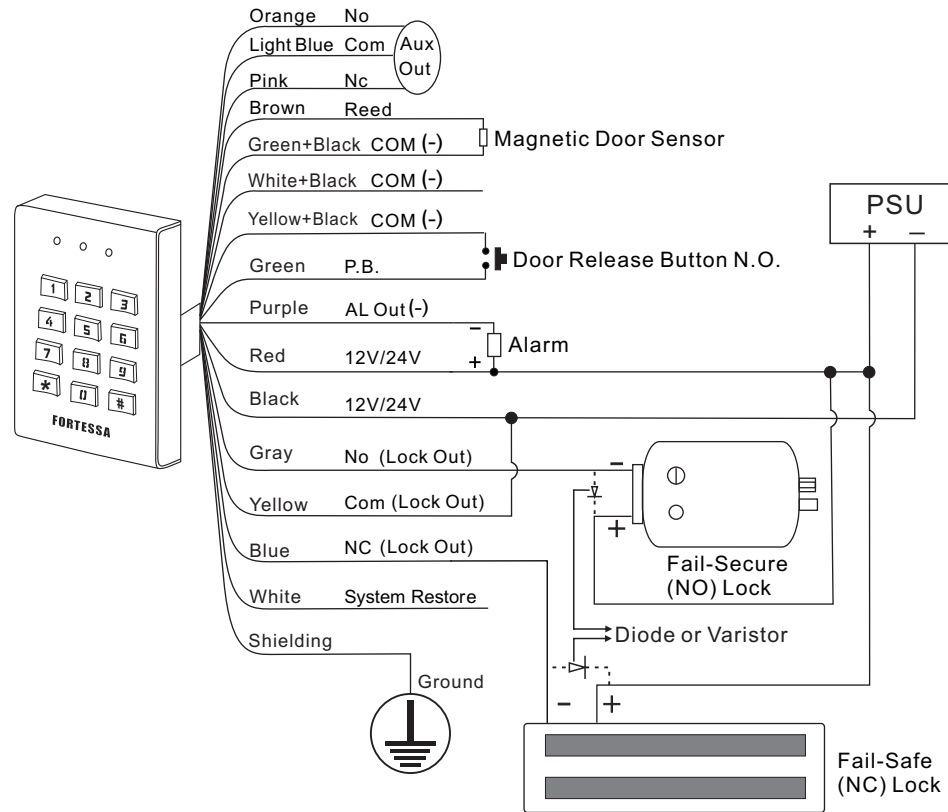 Orange No
Light Blue Com
Aux
Out
Pink Nc
Brown Reed
Green+Black COM (-)
Magnetic Door Sensor
White+Black COM (-)
Yellow+Black COM (-)
Door Release Button N.O.
Green P.B.
Purple AL Out (-)
-
+
Alarm
Red 12V/24V
Black 12V/24V
PSU
+ −
1 2 3
4 5 6
7 8 9
* 0 #
FORTESSA
Gray No (Lock Out)
Yellow Com (Lock Out)
-
+
Fail-Secure
(NO) Lock
Blue NC (Lock Out)
White System Restore
Diode or Varistor
Shielding
Ground
- +
Fail-Safe
(NC) Lock